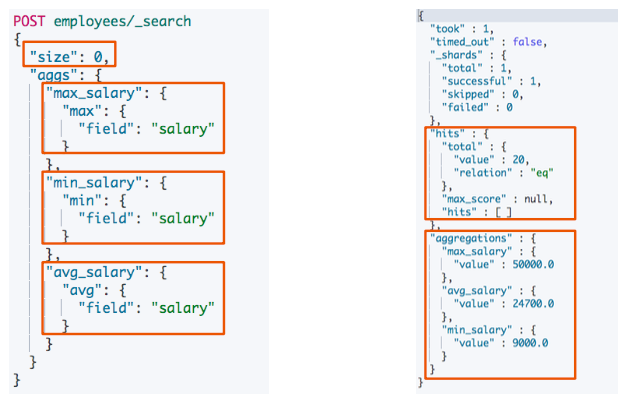 POST employees/_search
{
  "size": 0,
  "aggs": {
    "max_salary": {
      "max": {
        "field": "salary"
      }
    },
    "min_salary": {
      "min": {
        "field": "salary"
      }
    },
    "avg_salary": {
      "avg": {
        "field": "salary"
      }
    }
  }
}
{
  "took" : 1,
  "timed_out" : false,
  "_shards" : {
    "total" : 1,
    "successful" : 1,
    "skipped" : 0,
    "failed" : 0
  },
  "hits" : {
    "total" : {
      "value" : 20,
      "relation" : "eq"
    },
    "max_score" : null,
    "hits" : [ ]
  },
  "aggregations" : {
    "max_salary" : {
      "value" : 50000.0
    },
    "avg_salary" : {
      "value" : 24700.0
    },
    "min_salary" : {
      "value" : 9000.0
    }
  }
}